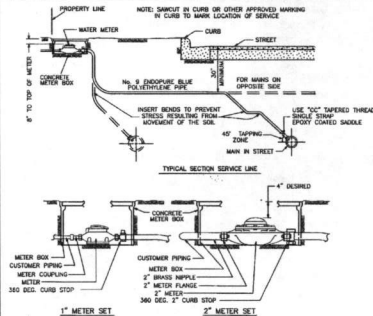 PROPERTY LINE
NOTE: SAWCUT IN CURB OR OTHER APPROVED MARKING
IN CURB TO MARK LOCATION OF SERVICE
WATER METER
CURB
STREET
8" TO TOP OF METER
CONCRETE
METER BOX
No. 9 ENDOPURE BLUE
POLYETHYLENE PIPE
30"
MINIMUM
FOR MAINS ON
OPPOSITE SIDE
INSERT BENDS TO PREVENT
STRESS RESULTING FROM
MOVEMENT OF THE SOIL
USE "CC" TAPERED THREAD
SINGLE STRAP
EPOXY COATED SADDLE
45° TAPPING
ZONE
MAIN IN STREET
TYPICAL SECTION SERVICE LINE
4" DESIRED
CONCRETE
METER BOX
METER BOX
CUSTOMER PIPING
METER COUPLING
METER
360 DEG. CURB STOP
1" METER SET
CUSTOMER PIPING
METER BOX
2" BRASS NIPPLE
2" METER FLANGE
2" METER
360 DEG. 2" CURB STOP
2" METER SET